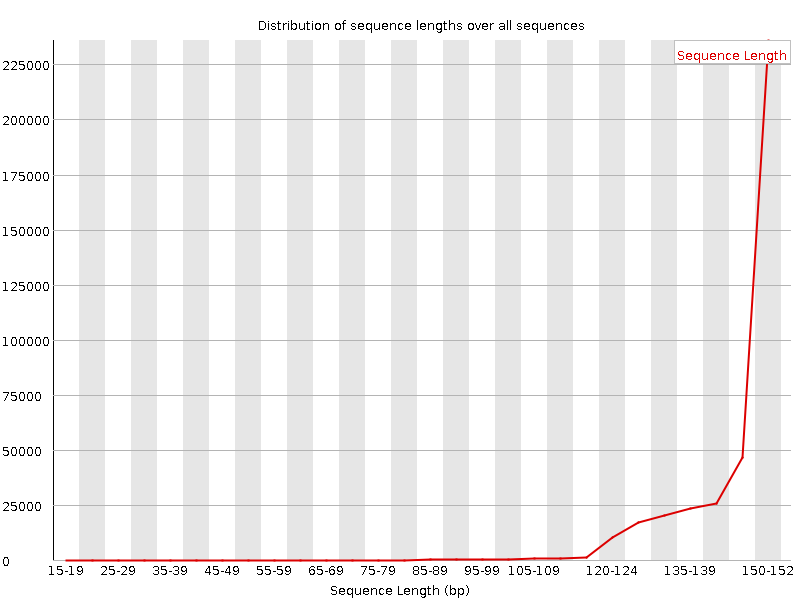 Distribution of sequence lengths over all sequences
Sequence Length
225000
200000
175000
150000
125000
100000
75000
50000
25000
0
15-19 25-29 35-39 45-49 55-59 65-69 75-79 85-89 95-99 105-109 120-124 135-139 150-152
Sequence Length (bp)